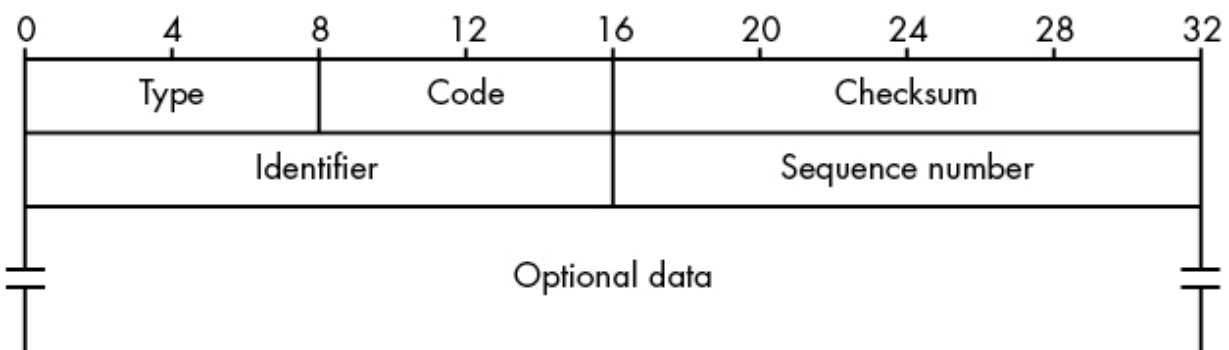 0 4 8 12 16 20 24 28 32
Type Code Checksum
Identifier Sequence number
Optional data